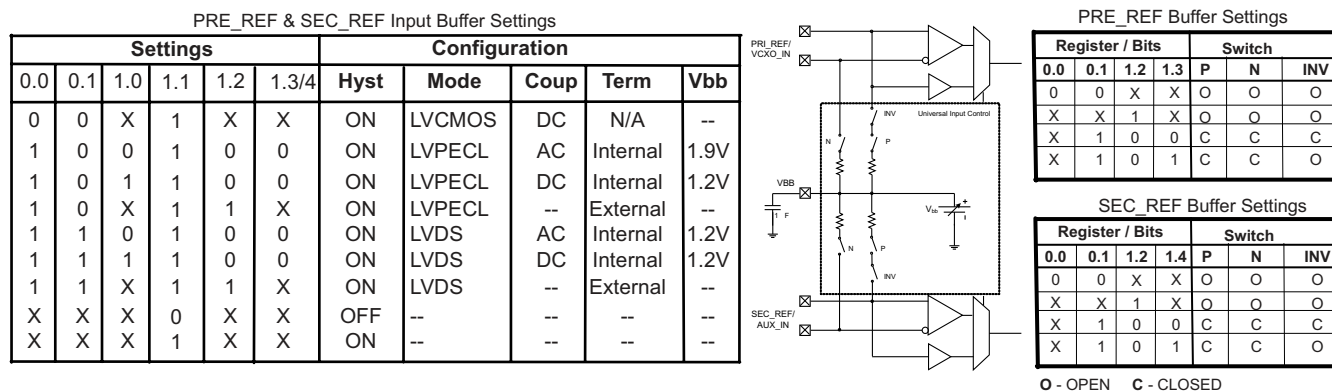 PRE_REF & SEC_REF Input Buffer Settings
Settings Configuration
0.0 0.1 1.0 1.1 1.2 1.3/4 Hyst Mode Coup Term Vbb
0 0 X 1 X X ON LVCMOS DC N/A --
1 0 0 1 0 0 ON LVPECL AC Internal 1.9V
1 0 1 1 0 0 ON LVPECL DC Internal 1.2V
1 0 X 1 1 X ON LVPECL -- External --
1 1 0 1 0 0 ON LVDS AC Internal 1.2V
1 1 1 1 0 0 ON LVDS DC Internal 1.2V
1 1 X 1 1 X ON LVDS -- External --
X X X 0 X X OFF -- -- -- --
X X X 1 X X ON -- -- -- --
PRI_REF/
VCXO_IN
INV Universal Input Control
N P
VBB
1 F
Vbb
+
N P
INV
SEC_REF/
AUX_IN
PRE_REF Buffer Settings
Register / Bits Switch
0.0 0.1 1.2 1.3 P N INV
0 0 X X O O O
X X 1 X O O O
X 1 0 0 C C C
X 1 0 1 C C O
SEC_REF Buffer Settings
Register / Bits Switch
0.0 0.1 1.2 1.4 P N INV
0 0 X X O O O
X X 1 X O O O
X 1 0 0 C C C
X 1 0 1 C C O
O - OPEN C - CLOSED